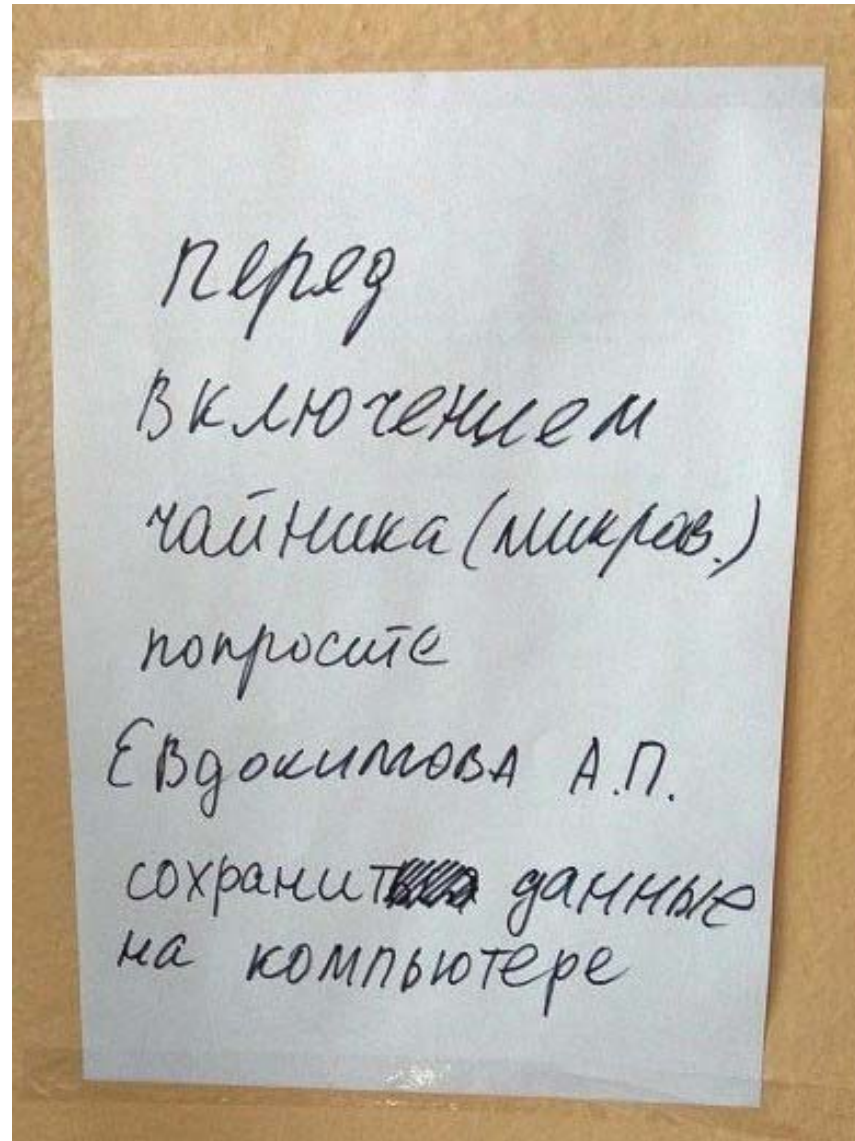 перед
включением
чайника (микров.)
попросите
Евдокимова А.П.
сохранит данные
на компьютере